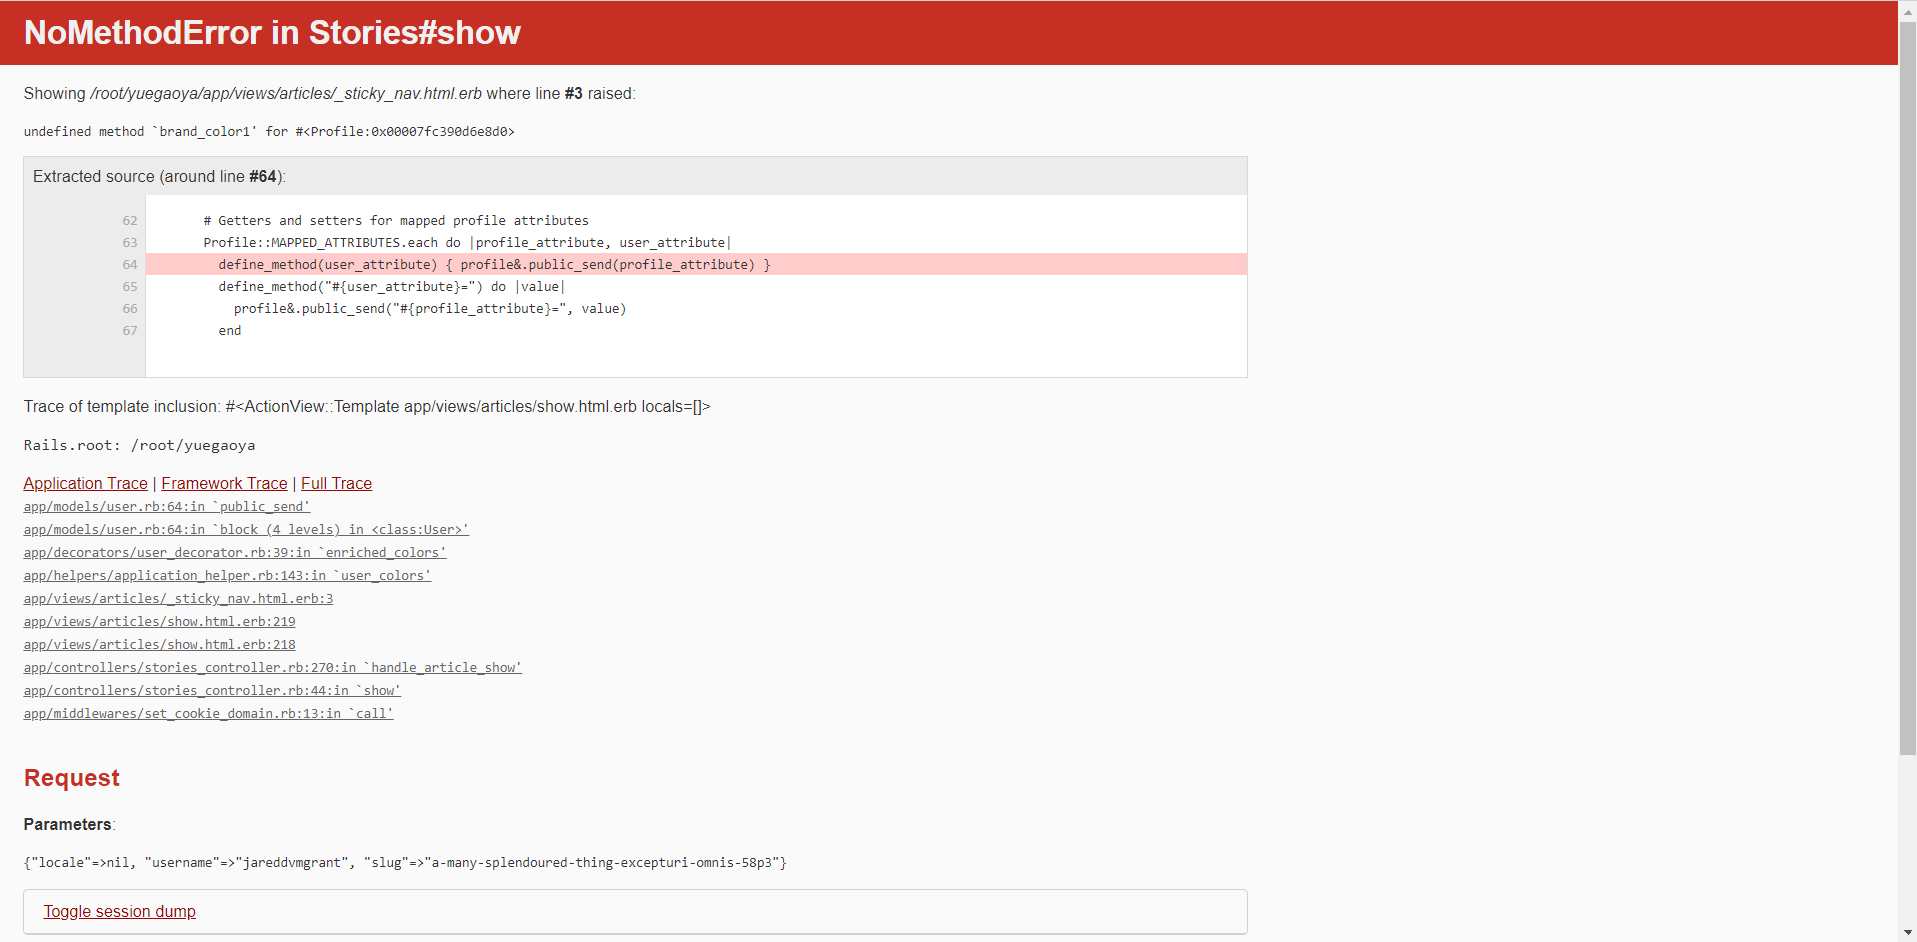 NoMethodError in Stories#show
Showing /root/yuegaoya/app/views/articles/_sticky_nav.html.erb where line #3 raised:
undefined method `brand_color1' for #<Profile:0x00007fc390d6e8d0>
Extracted source (around line #64):
62 # Getters and setters for mapped profile attributes
63 Profile::MAPPED_ATTRIBUTES.each do |profile_attribute, user_attribute|
64 define_method(user_attribute) { profile&.public_send(profile_attribute) }
65 define_method("#{user_attribute}=") do |value|
66 profile&.public_send("#{profile_attribute}=", value)
67 end
Trace of template inclusion: #<ActionView::Template app/views/articles/show.html.erb locals=[]>
Rails.root: /root/yuegaoya
Application Trace | Framework Trace | Full Trace
app/models/user.rb:64:in `public_send'
app/models/user.rb:64:in `block (4 levels) in <class:User>'
app/decorators/user_decorator.rb:39:in `enriched_colors'
app/helpers/application_helper.rb:143:in `user_colors'
app/views/articles/_sticky_nav.html.erb:3
app/views/articles/show.html.erb:219
app/views/articles/show.html.erb:218
app/controllers/stories_controller.rb:270:in `handle_article_show'
app/controllers/stories_controller.rb:44:in `show'
app/middlewares/set_cookie_domain.rb:13:in `call'
Request
Parameters:
{"locale"=>nil, "username"=>"jareddvmgrant", "slug"=>"a-many-splendoured-thing-excepturi-omnis-58p3"}
Toggle session dump